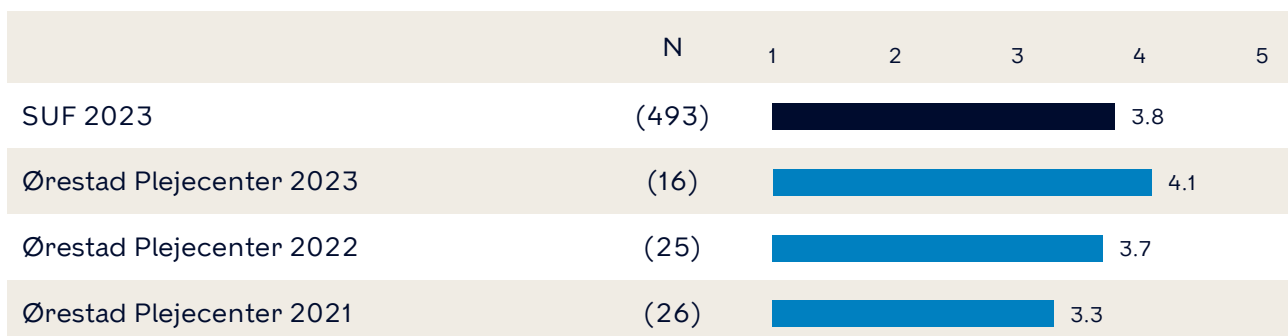 N 1 2 3 4 5
SUF 2023 (493) 3.8
Ørestad Plejecenter 2023 (16) 4.1
Ørestad Plejecenter 2022 (25) 3.7
Ørestad Plejecenter 2021 (26) 3.3